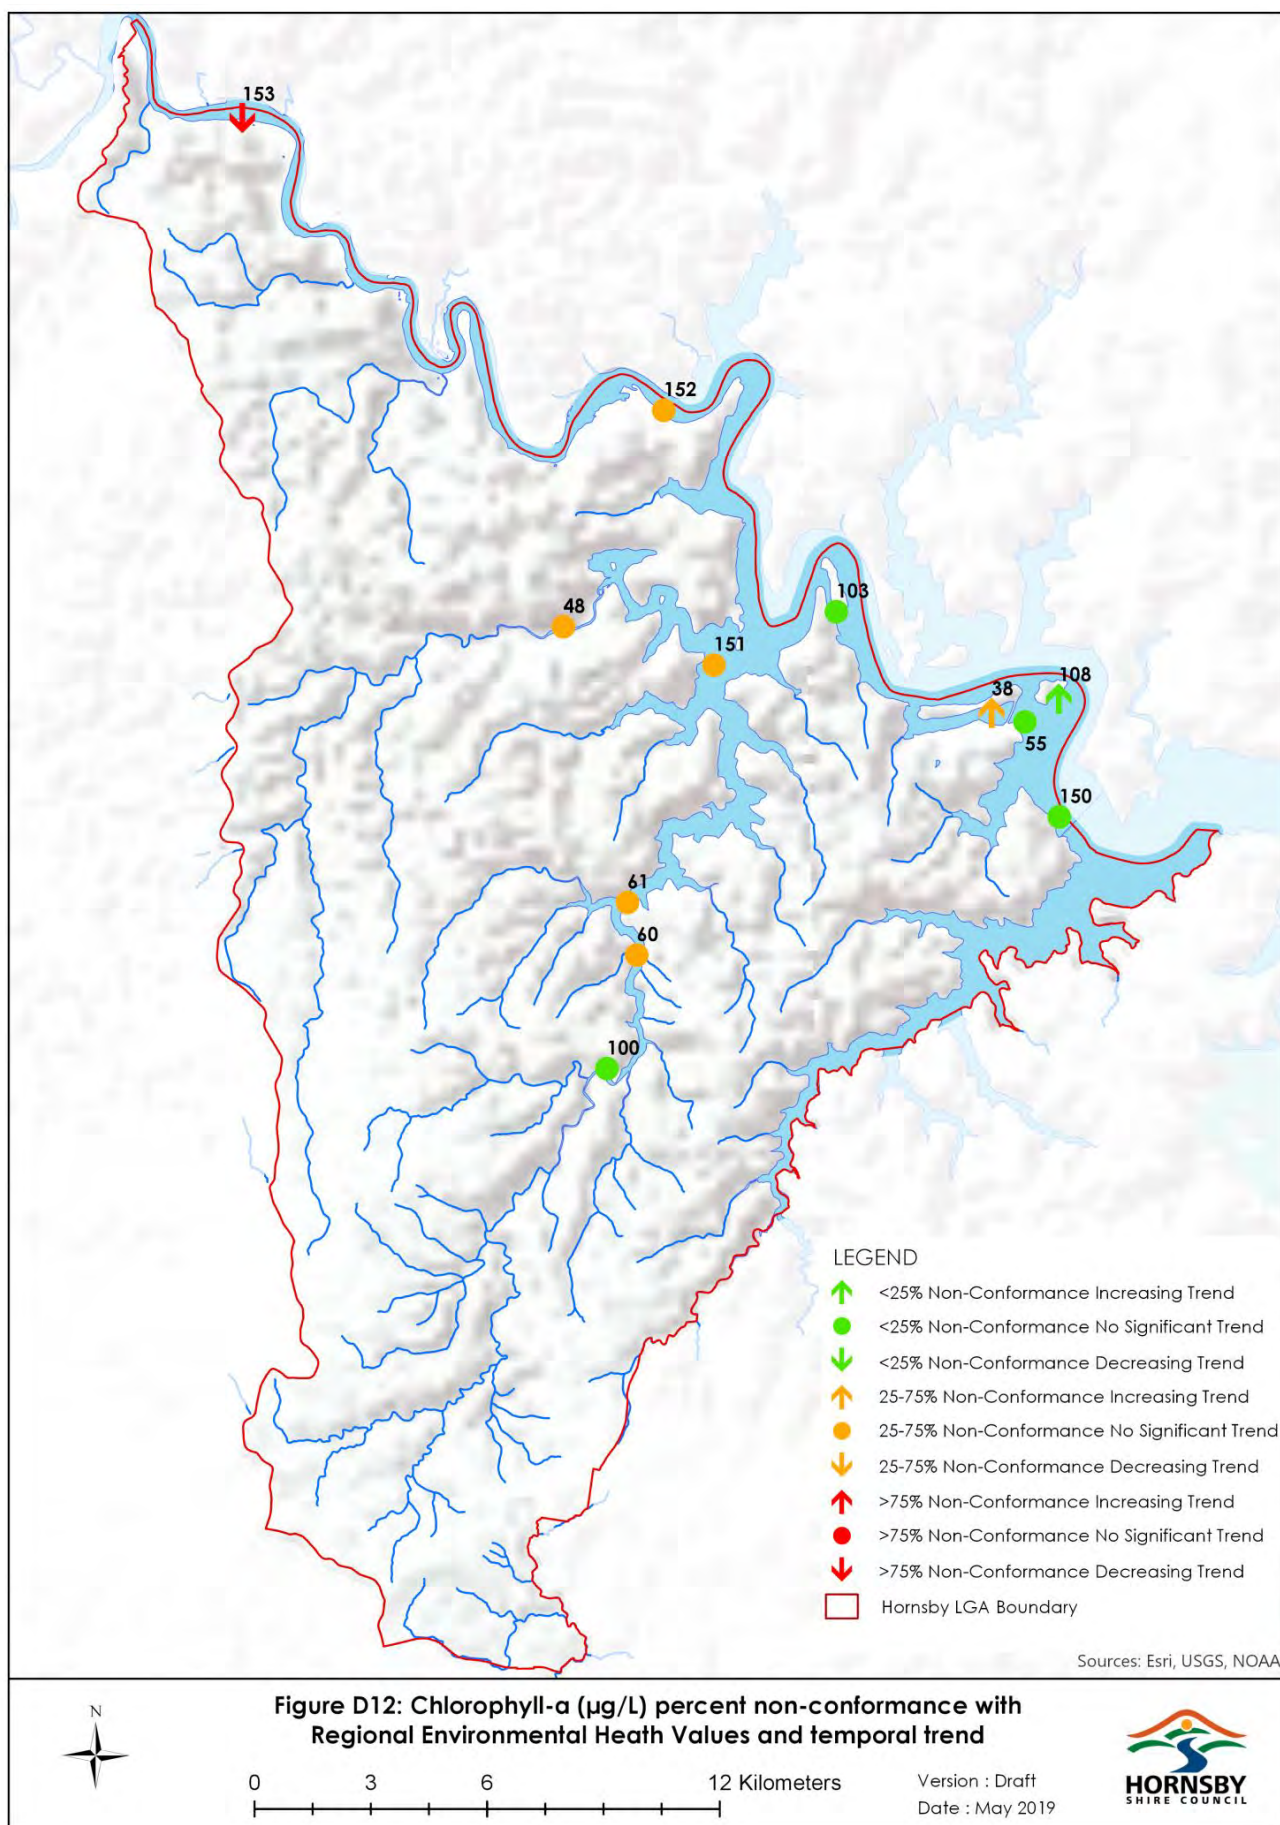 153
152
103
48
151
108
38
55
150
61
60
100
LEGEND
<25% Non-Conformance Increasing Trend
<25% Non-Conformance No Significant Trend
<25% Non-Conformance Decreasing Trend
25-75% Non-Conformance Increasing Trend
25-75% Non-Conformance No Significant Trend
25-75% Non-Conformance Decreasing Trend
>75% Non-Conformance Increasing Trend
>75% Non-Conformance No Significant Trend
>75% Non-Conformance Decreasing Trend
Hornsby LGA Boundary
Sources: Esri, USGS, NOAA
N
Figure D12: Chlorophyll-a (µg/L) percent non-conformance with
Regional Environmental Heath Values and temporal trend
0 3 6 12 Kilometers
Version : Draft
Date : May 2019
HORNSBY
SHIRE COUNCIL